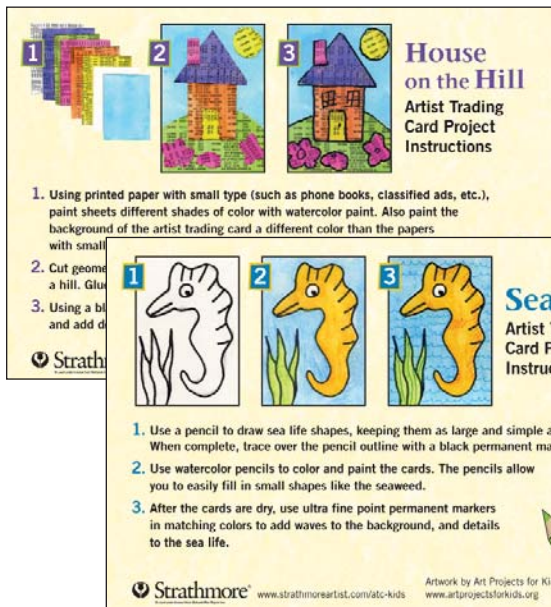 1
2
3
House
on the Hill
Artist Trading
Card Project
Instructions
1. Using printed paper with small type (such as phone books, classified ads, etc.),
paint sheets different shades of color with watercolor paint. Also paint the
background of the artist trading card a different color than the papers
with small
2. Cut
a hill.
3. Using a
and add
1
2
3
Sea
Artist
Card
1. Use a pencil to draw sea life shapes, keeping them as large and simple
When complete, trace over the pencil outline with a black permanent
2. Use watercolor pencils to color and paint the cards. The pencils allow
you to easily fill in small shapes like the seaweed.
3. After the cards are dry, use ultra fine point permanent markers
in matching colors to add waves to the background, and details
to the sea life.
Strathmore® www.strathmoreartist.com/atc-kids
Artwork by Art Projects for
www.artprojectsforkids.org